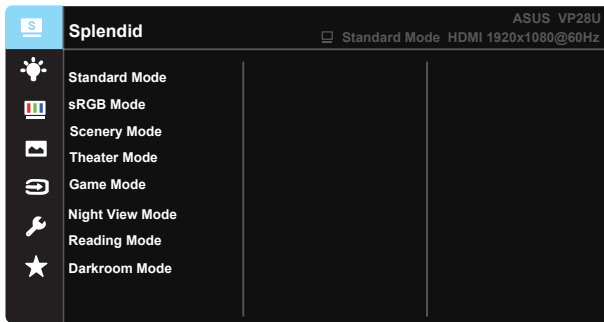 S
Splendid
ASUS VP28U
Standard Mode HDMI 1920x1080@60Hz
Standard Mode
sRGB Mode
Scenery Mode
Theater Mode
Game Mode
Night View Mode
Reading Mode
Darkroom Mode